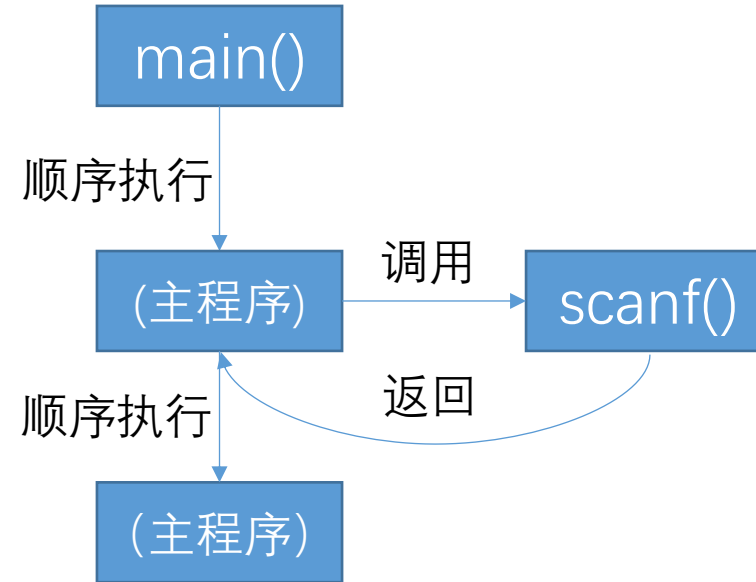 main()
顺序执行
(主程序)
调用
scanf()
返回
顺序执行
(主程序)